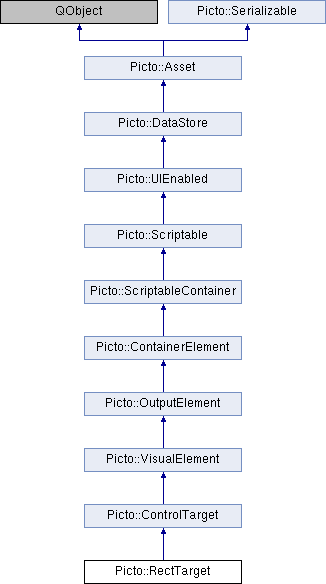 QObject
Picto::Serializable
Picto::Asset
Picto::DataStore
Picto::UIEnabled
Picto::Scriptable
Picto::ScriptableContainer
Picto::ContainerElement
Picto::OutputElement
Picto::VisualElement
Picto::ControlTarget
Picto::RectTarget